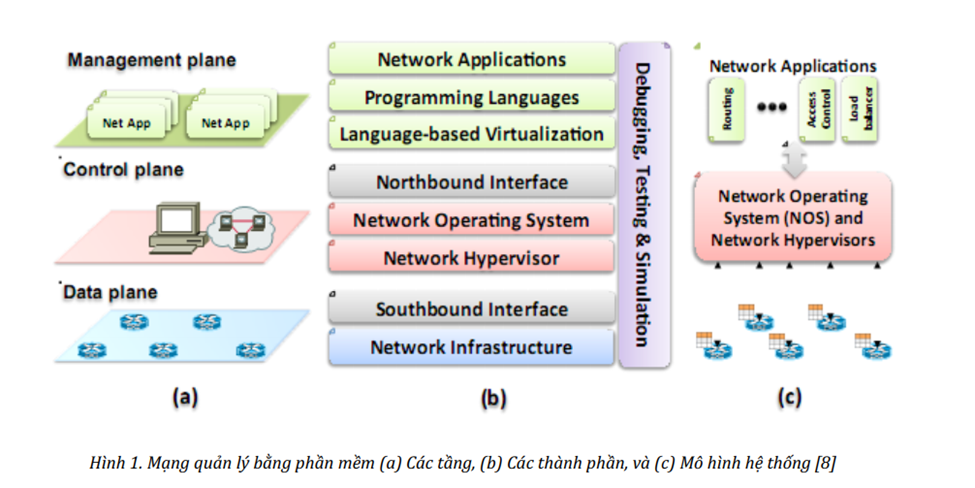 Management plane
Net App
Net App
Control plane
Data plane
(a)
Network Applications
Programming Languages
Language-based Virtualization
Northbound Interface
Network Operating System
Network Hypervisor
Southbound Interface
Network Infrastructure
Debugging, Testing & Simulation
(b)
Network Applications
Routing
Access
Control
Load
balancer
Network Operating
System (NOS) and
Network Hypervisors
(c)
Hình 1. Mạng quản lý bằng phần mềm (a) Các tầng, (b) Các thành phần, và (c) Mô hình hệ thống [8]